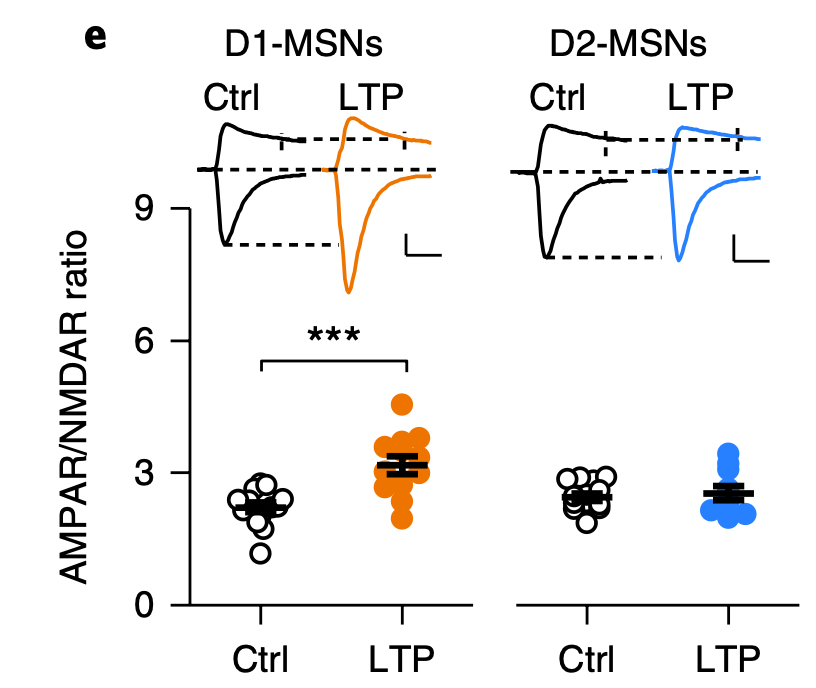 e
D1-MSNs
D2-MSNs
Ctrl
LTP
Ctrl
LTP
AMPAR/NMDAR ratio
9
6
3
0
***
Ctrl
LTP
Ctrl
LTP